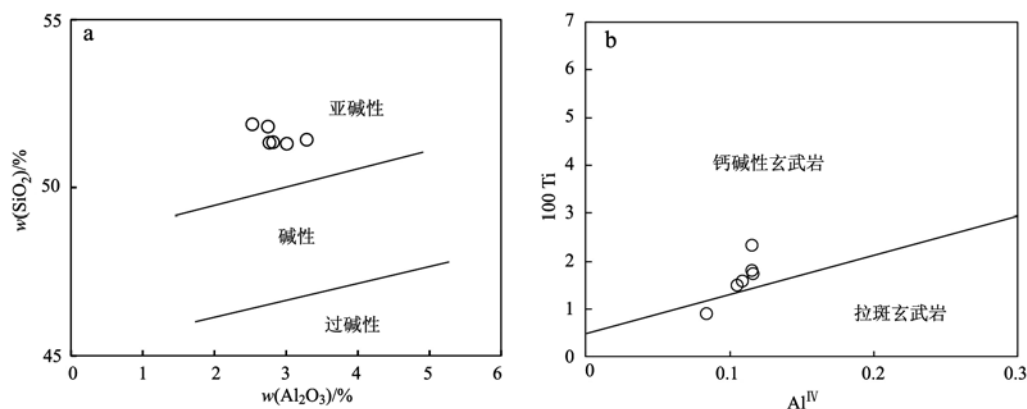 a
55
50
45
w(SiO₂)/%
亚碱性
碱性
过碱性
0 1 2 3 4 5 6
w(Al₂O₃)/%
b
7
6
5
4
3
2
1
0
100 Ti
钙碱性玄武岩
拉斑玄武岩
0 0.1 0.2 0.3
Alᴵⱽ